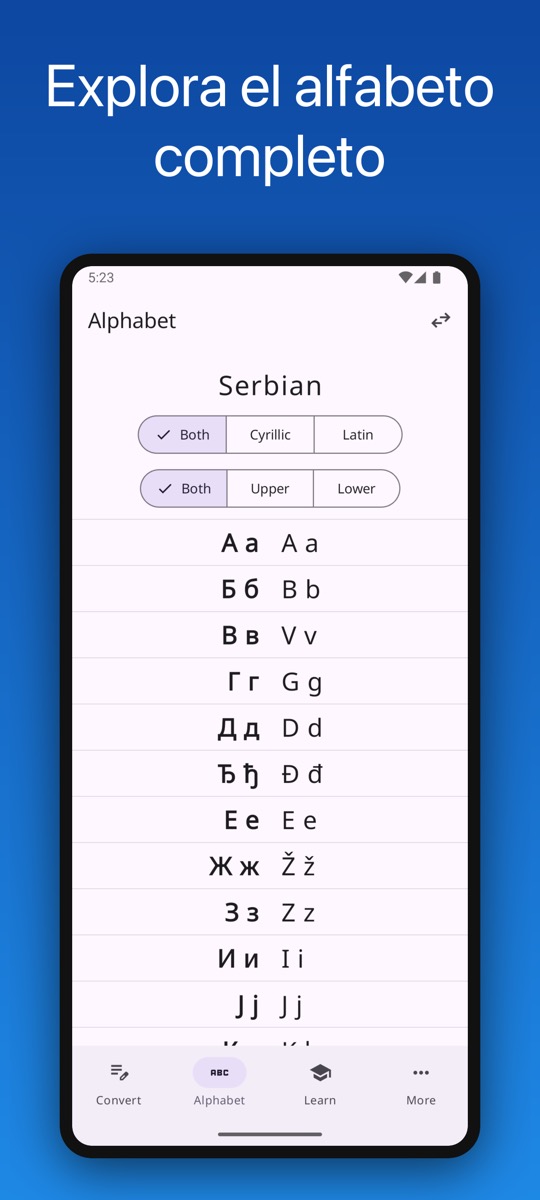 Explora el alfabeto
completo
5:23
Alphabet
Serbian
Both Cyrillic Latin
Both Upper Lower
А а A a
Б б B b
В в V v
Г г G g
Д д D d
Ђ ђ Đ đ
Е е E e
Ж ж Ž ž
З з Z z
И и I i
Ј ј J j
ABC
Convert Alphabet Learn More